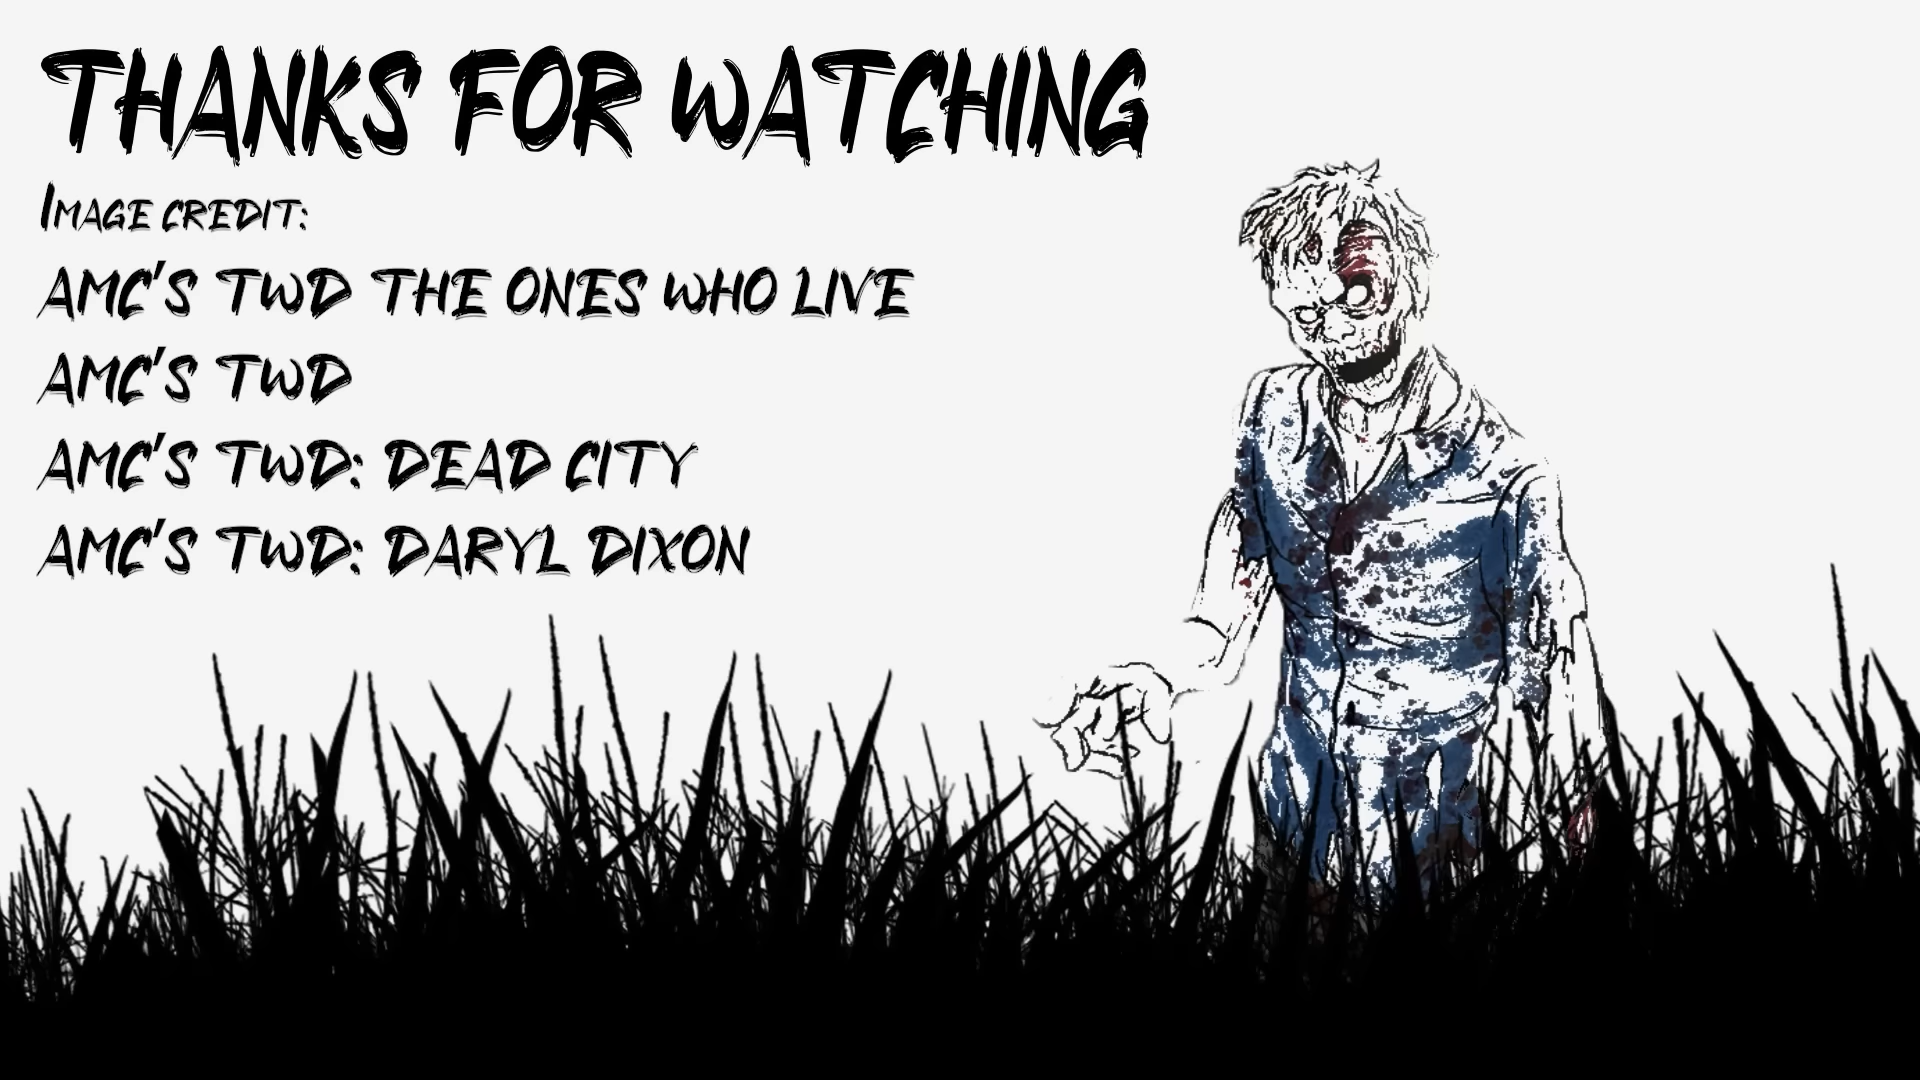 THANKS FOR WATCHING
IMAGE CREDIT:
AMC'S TWD THE ONES WHO LIVE
AMC'S TWD
AMC'S TWD: DEAD CITY
AMC'S TWD: DARYL DIXON